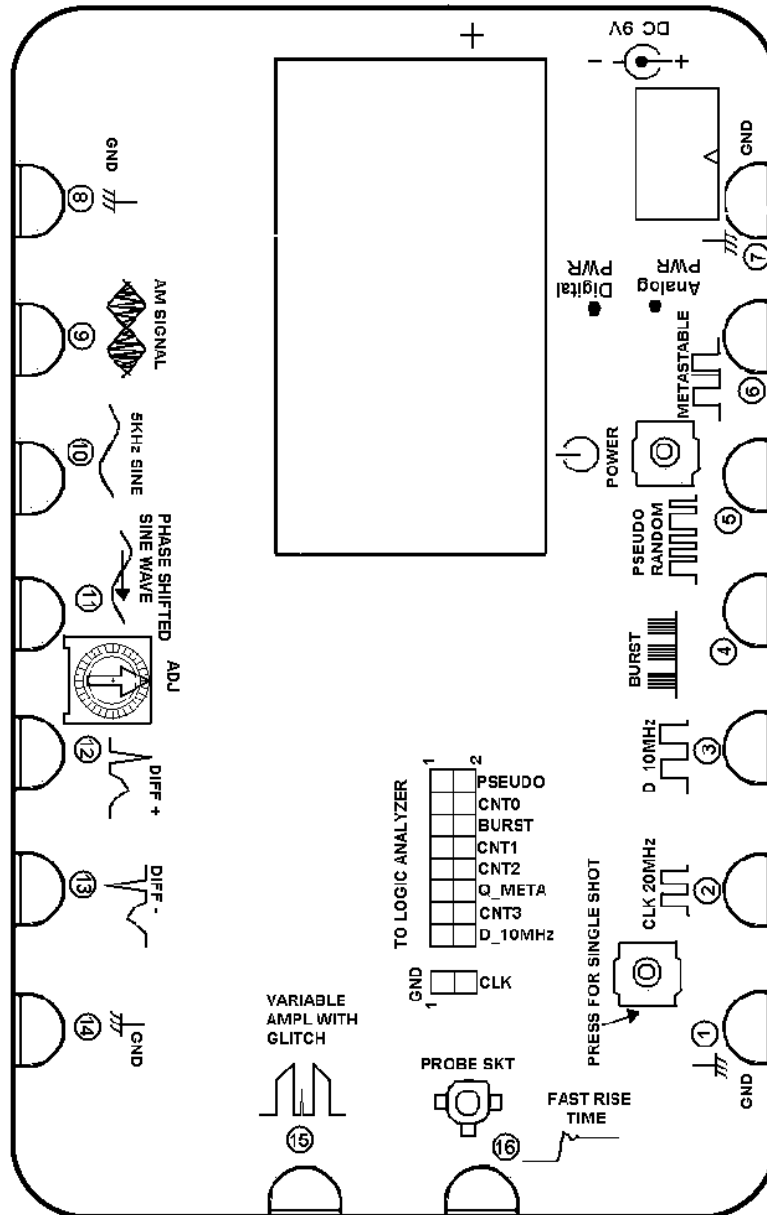 +
DC 9V
- +
GND
7
GND
8
Digital
PWR
Analog
PWR
AM SIGNAL
9
METASTABLE
6
5KHz SINE
10
POWER
PSEUDO
RANDOM
5
PHASE SHIFTED
SINE WAVE
11
BURST
4
ADJ
12
DIFF +
D 10MHz
3
TO LOGIC ANALYZER
1
2
PSEUDO
CNT0
BURST
CNT1
CNT2
Q_META
CNT3
D_10MHz
13
DIFF -
CLK 20MHz
2
GND
1
CLK
PRESS FOR SINGLE SHOT
14
GND
1
GND
VARIABLE
AMPL WITH
GLITCH
15
PROBE SKT
16
FAST RISE
TIME